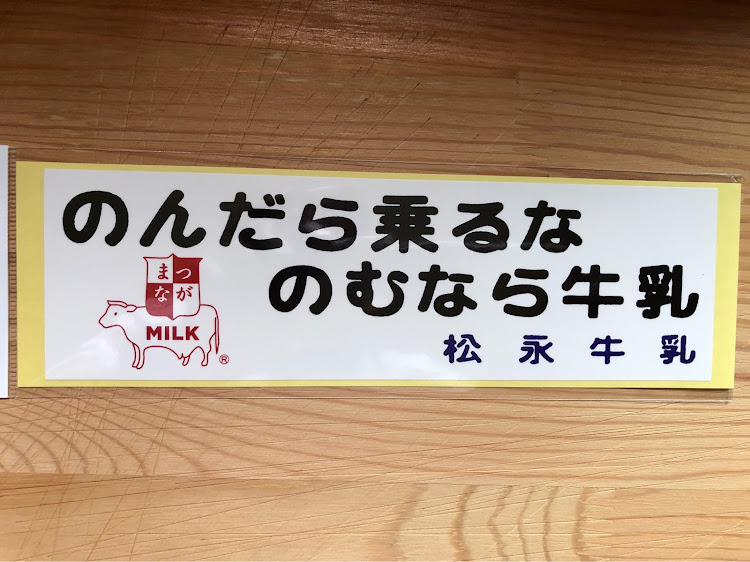 のんだら乗るな
のむなら牛乳
まつ
なが
MILK
®
松永牛乳